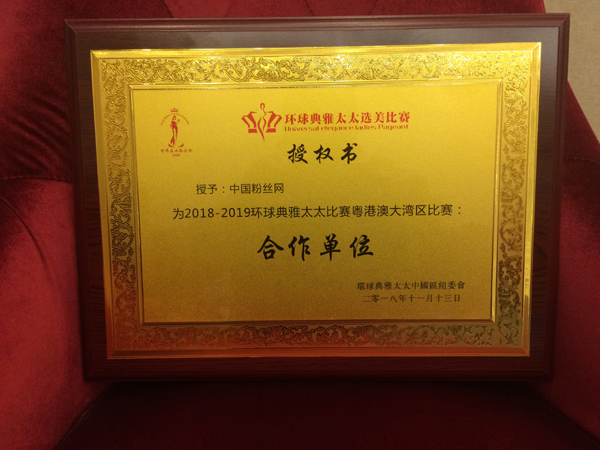 环球典雅太太选美比赛
Universal elegance ladies Pageant
授权书
授予：中国粉丝网
为2018-2019环球典雅太太比赛粤港澳大湾区比赛：
合作单位
環球典雅太太中國區組委會
二零一八年十一月十三日